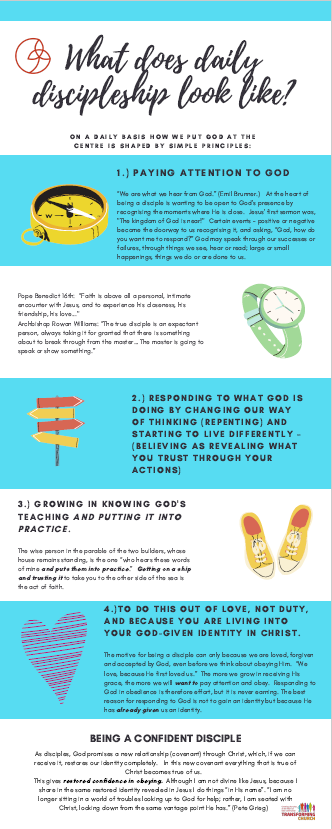 What does daily
discipleship look like?
ON A DAILY BASIS HOW WE PUT GOD AT THE
CENTRE IS SHAPED BY SIMPLE PRINCIPLES:
1.) PAYING ATTENTION TO GOD
"We are what we hear from God," (Emil Brunner.) At the heart of
being a disciple is wanting to be open to God's presence by
recognising the moments where He is close. Jesus' first sermon was,
"The kingdom of God is near!" Certain events - positive or negative
become the doorway to us recognising it, and asking, "God, how do
you want me to respond?" God may speak through our successes or
failures, through things we see, hear or read; large or small
happenings, things we do or are done to us.
Pope Benedict 16th: "Faith is above all a personal, intimate
encounter with Jesus, and to experience his closeness, his
friendship, his love..."
Archbishop Rowan Williams: "The true disciple is an expectant
person, always taking it for granted that there is something
about to break through from the master... The master is going to
speak or show something."
2.) RESPONDING TO WHAT GOD IS
DOING BY CHANGING OUR WAY
OF THINKING (REPENTING) AND
STARTING TO LIVE DIFFERENTLY -
(BELIEVING AS REVEALING WHAT
YOU TRUST THROUGH YOUR
ACTIONS)
3.) GROWING IN KNOWING GOD'S
TEACHING AND PUTTING IT INTO
PRACTICE.
The wise person in the parable of the two builders, whose
house remains standing, is the one "who hears these words
of mine and puts them into practice." Getting on a ship
and trusting it to take you to the other side of the sea is
the act of faith.
4.)TO DO THIS OUT OF LOVE, NOT DUTY,
AND BECAUSE YOU ARE LIVING INTO
YOUR GOD-GIVEN IDENTITY IN CHRIST.
The motive for being a disciple can only because we are loved, forgiven
and accepted by God, even before we think about obeying Him. "We
love, because He first loved us." The more we grow in receiving His
grace, the more we will want to pay attention and obey. Responding to
God in obedience is therefore effort, but it is never earning. The best
reason for responding to God is not to gain an identity but because He
has already given us an identity.
BEING A CONFIDENT DISCIPLE
As disciples, God promises a new relationship (covenant) through Christ, which, if we can
receive it, restores our identity completely. In this new covenant everything that is true of
Christ becomes true of us.
This gives restored confidence in obeying. Although I am not divine like Jesus, because I
share in the same restored identity revealed in Jesus I do things "in His name". "I am no
longer sitting in a world of troubles looking up to God for help; rather, I am seated with
Christ, looking down from the same vantage point He has." (Pete Greig)
TRANSFORMING
CHURCH